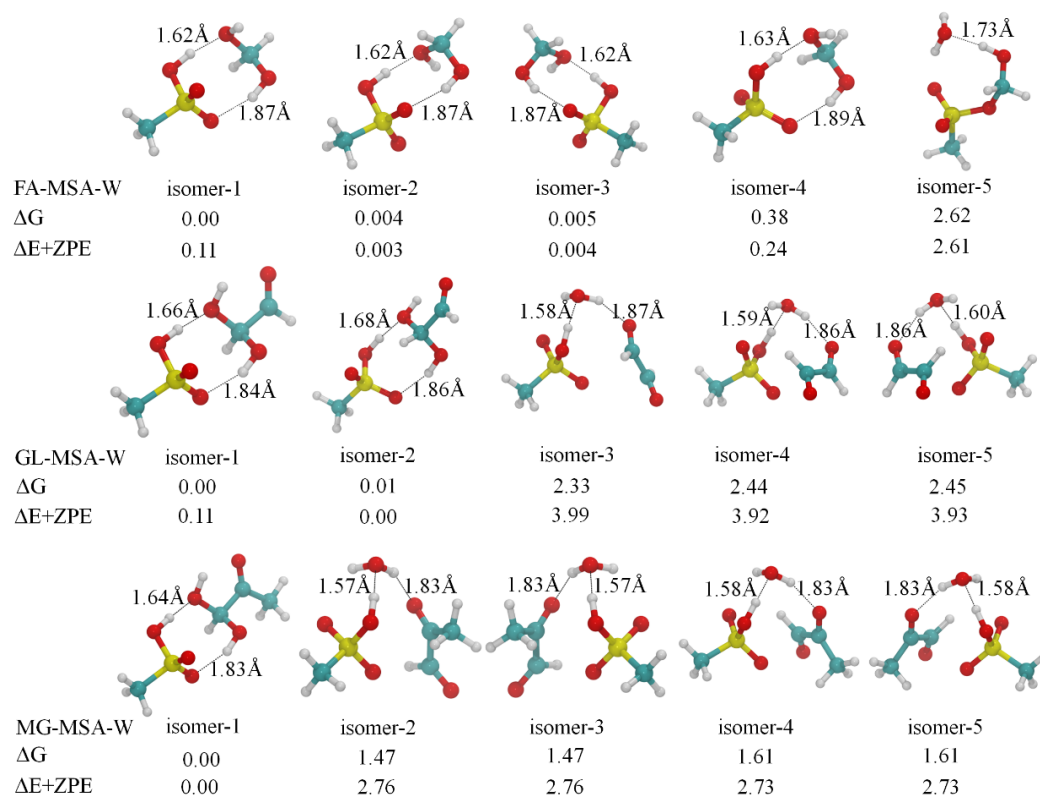 1.62Å 1.62Å 1.62Å 1.63Å 1.73Å
1.87Å 1.87Å 1.87Å 1.89Å
FA-MSA-W isomer-1 isomer-2 isomer-3 isomer-4 isomer-5
ΔG 0.00 0.004 0.005 0.38 2.62
ΔE+ZPE 0.11 0.003 0.004 0.24 2.61
1.66Å 1.68Å 1.58Å 1.87Å 1.59Å 1.86Å 1.86Å 1.60Å
1.84Å 1.86Å
GL-MSA-W isomer-1 isomer-2 isomer-3 isomer-4 isomer-5
ΔG 0.00 0.01 2.33 2.44 2.45
ΔE+ZPE 0.11 0.00 3.99 3.92 3.93
1.64Å 1.57Å 1.83Å 1.83Å 1.57Å 1.58Å 1.83Å 1.83Å 1.58Å
1.83Å
MG-MSA-W isomer-1 isomer-2 isomer-3 isomer-4 isomer-5
ΔG 0.00 1.47 1.47 1.61 1.61
ΔE+ZPE 0.00 2.76 2.76 2.73 2.73